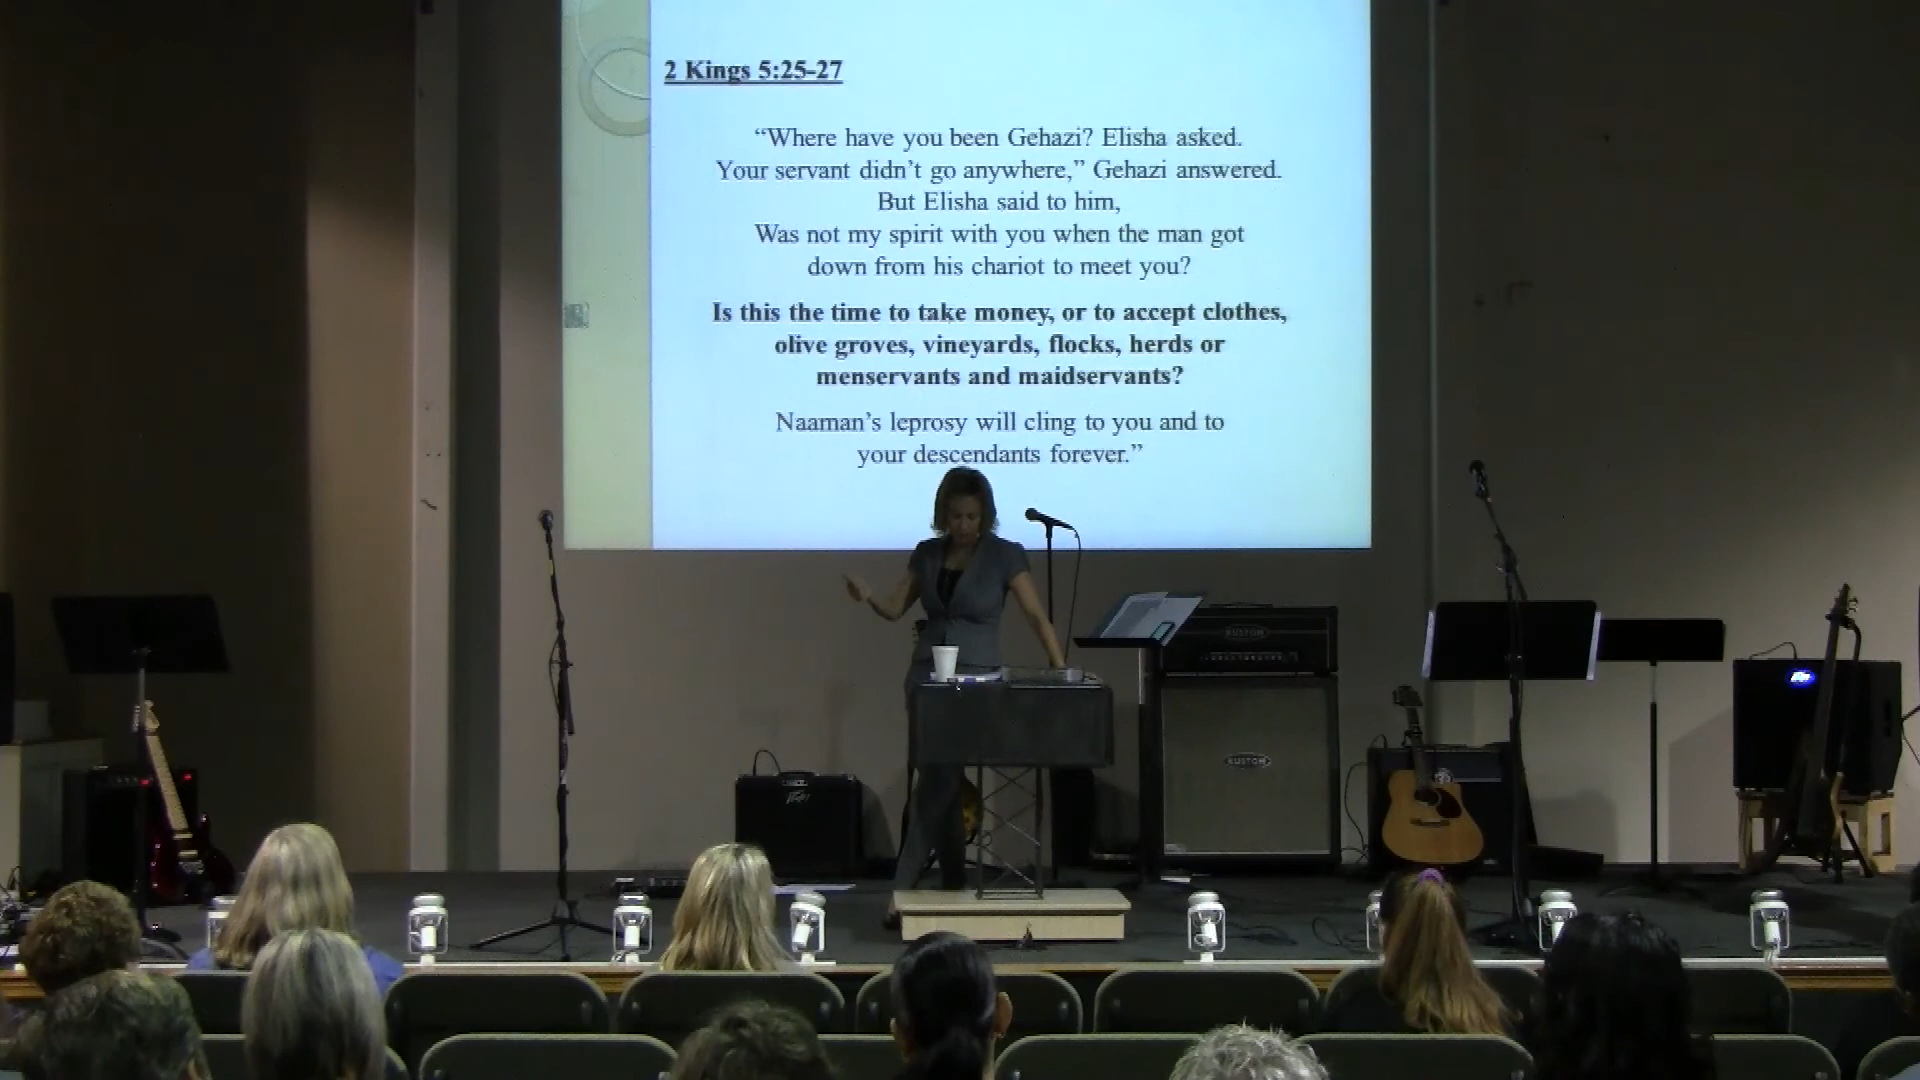 2 Kings 5:25-27
“Where have you been Gehazi? Elisha asked.
Your servant didn’t go anywhere,” Gehazi answered.
But Elisha said to him,
Was not my spirit with you when the man got
down from his chariot to meet you?
Is this the time to take money, or to accept clothes,
olive groves, vineyards, flocks, herds or
menservants and maidservants?
Naaman’s leprosy will cling to you and to
your descendants forever.”
KUSTOM
KUSTOM
Peavey